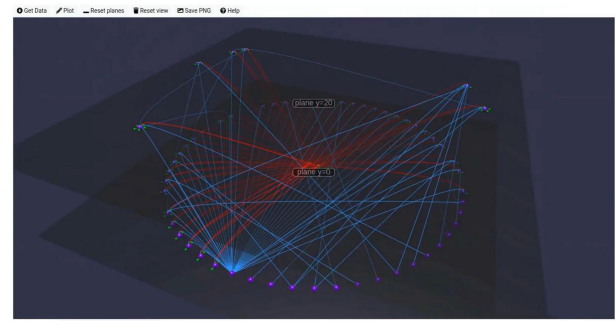 Get Data Plot Reset planes Reset view Save PNG Help
plane y=20
plane y=0